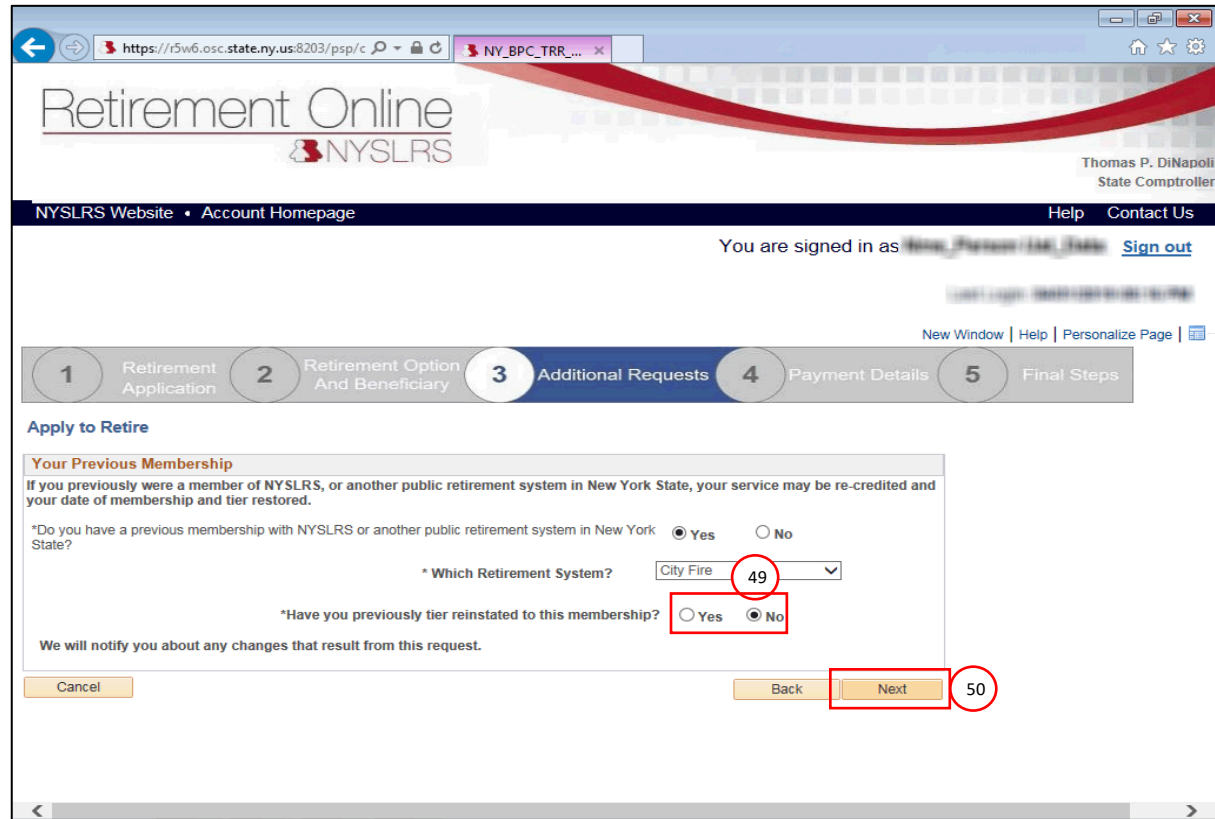 https://r5w6.osc.state.ny.us:8203/psp/c
NY_BPC_TRR_...
Retirement Online
NYSLRS
Thomas P. DiNapoli
State Comptroller
NYSLRS Website • Account Homepage
Help Contact Us
You are signed in as
Sign out
New Window | Help | Personalize Page |
1 Retirement Application
2 Retirement Option And Beneficiary
3 Additional Requests
4 Payment Details
5 Final Steps
Apply to Retire
Your Previous Membership
If you previously were a member of NYSLRS, or another public retirement system in New York State, your service may be re-credited and
your date of membership and tier restored.
*Do you have a previous membership with NYSLRS or another public retirement system in New York
State?
Yes No
* Which Retirement System? City Fire
49
*Have you previously tier reinstated to this membership? Yes No
We will notify you about any changes that result from this request.
Cancel Back Next 50